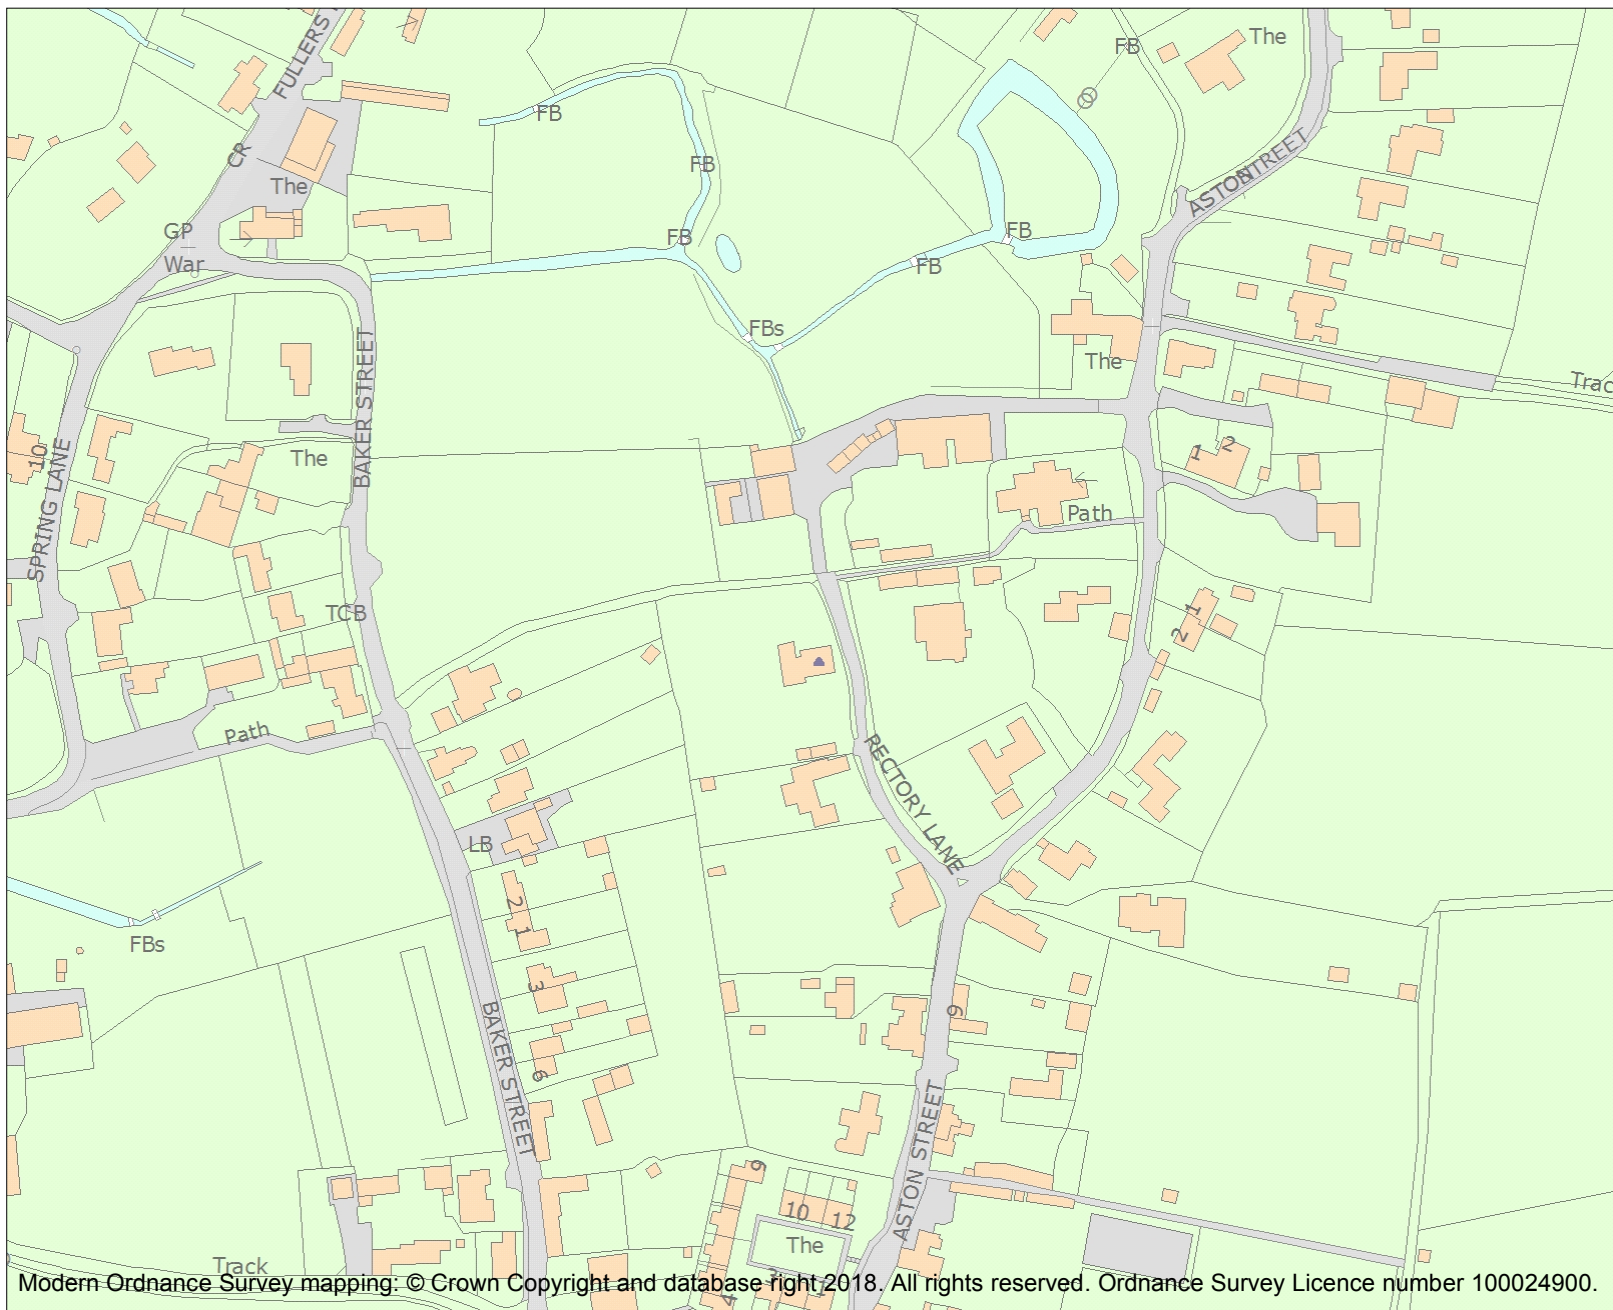 FULLERS
FB
The
FB
CR
FB
The
ASTON STREET
GP
FB
FB
War
FB
FBs
The
BAKER STREET
Trac
10
The
1
2
SPRING LANE
Path
TCB
1
2
Path
RECTORY LANE
LB
2
1
FBs
3
9
BAKER STREET
6
ASTON STREET
9
10
12
The
Track
4
Modern Ordnance Survey mapping: © Crown Copyright and database right 2018. All rights reserved. Ordnance Survey Licence number 100024900.